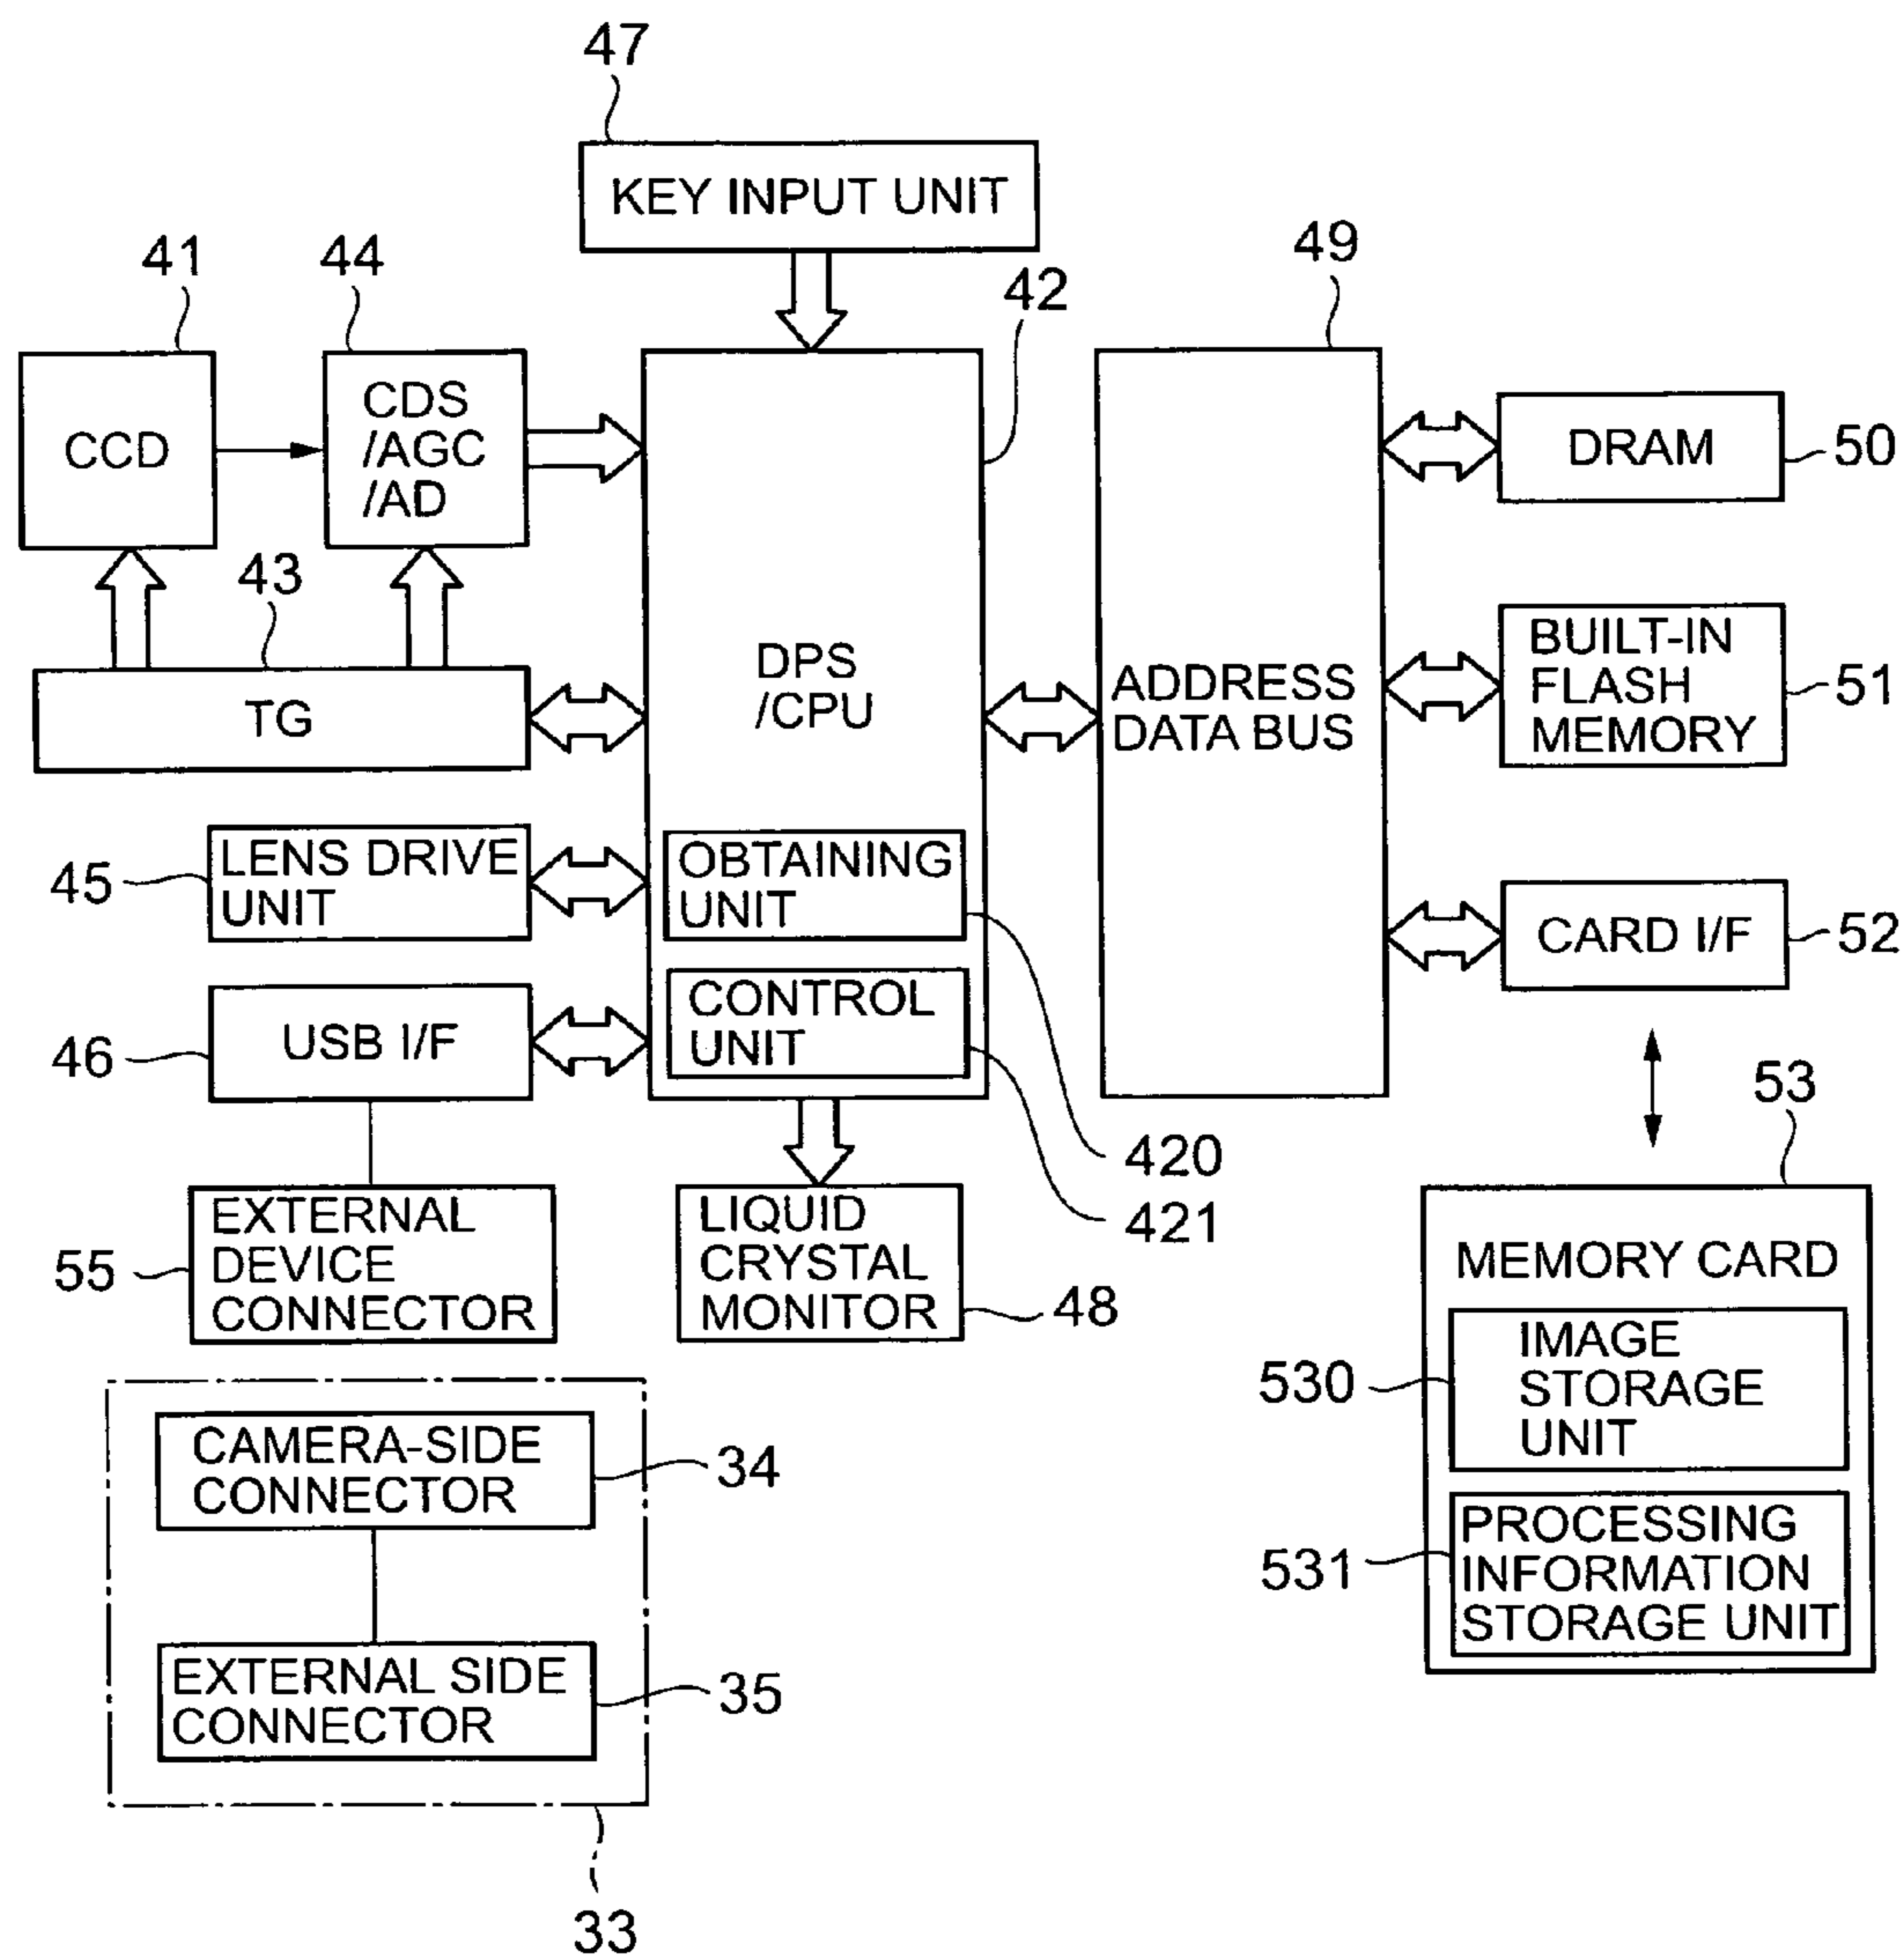 47
KEY INPUT UNIT
41
44
42
49
CCD
CDS
/AGC
/AD
43
TG
DPS
/CPU
ADDRESS
DATA BUS
DRAM
50
BUILT-IN
FLASH
MEMORY
51
45
LENS DRIVE
UNIT
OBTAINING
UNIT
CARD I/F
52
46
USB I/F
CONTROL
UNIT
420
421
53
55
EXTERNAL
DEVICE
CONNECTOR
LIQUID
CRYSTAL
MONITOR
48
MEMORY CARD
530
IMAGE
STORAGE
UNIT
531
PROCESSING
INFORMATION
STORAGE UNIT
CAMERA-SIDE
CONNECTOR
34
EXTERNAL SIDE
CONNECTOR
35
33